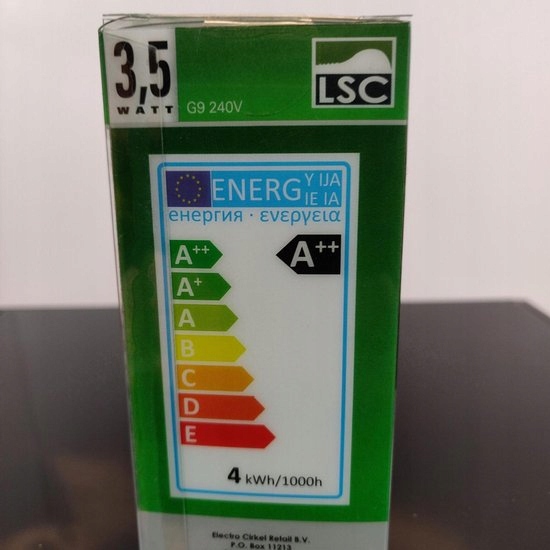 3,5
WATT
G9 240V
LSC
ENERG Y IJA
IE IA
енергия · ενεργεια
A++
A++
A+
A
B
C
D
E
4 kWh/1000h
Electro Cirkel Retail B.V.
P.O. Box 11213